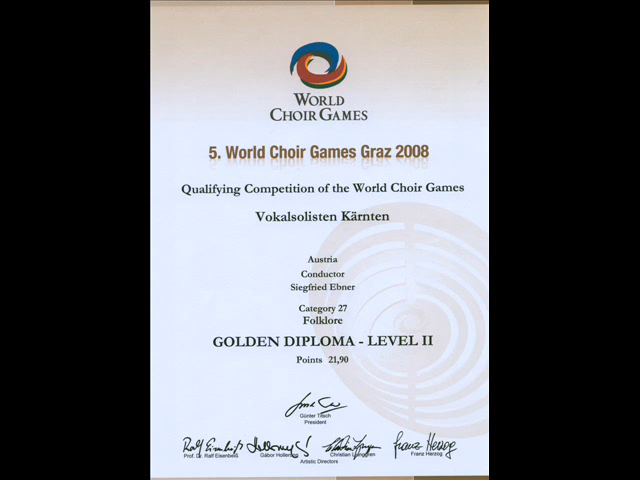 WORLD
CHOIR GAMES
5. World Choir Games Graz 2008
Qualifying Competition of the World Choir Games
Vokalsolisten Kärnten
Austria
Conductor
Siegfried Ebner
Category 27
Folklore
GOLDEN DIPLOMA - LEVEL II
Points 21,90
Günter Titsch
President
Prof. Dr. Ralf Eisenbeiß Gábor Hollerung Christian Ljunggren Franz Herzog
Artistic Directors